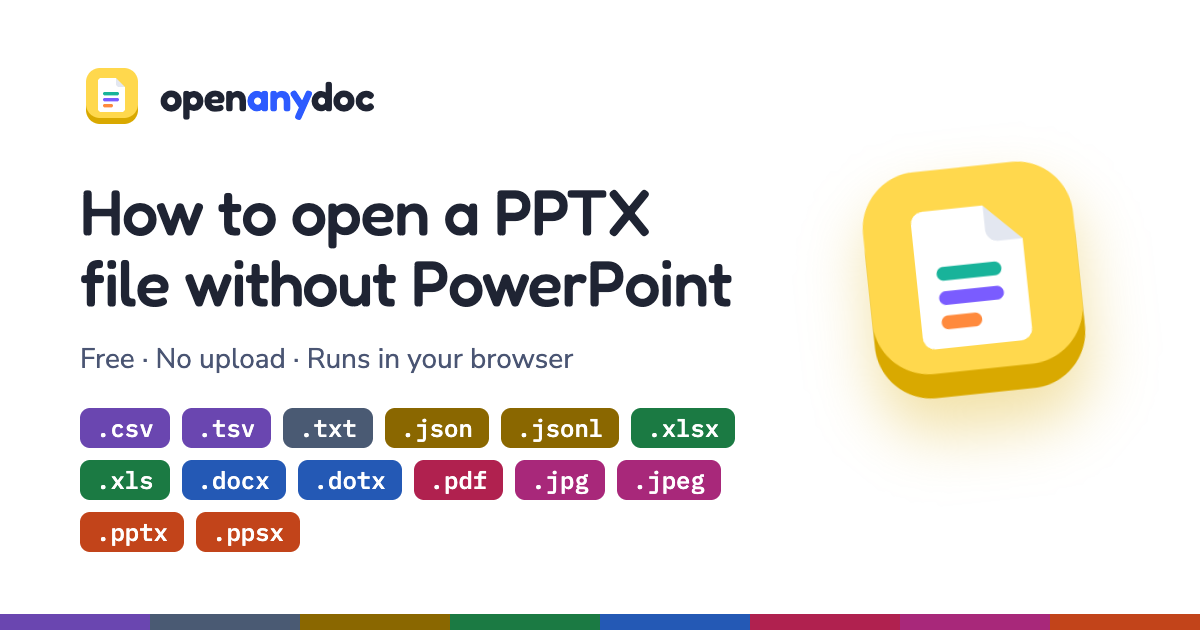 openanydoc
How to open a PPTX
file without PowerPoint
Free · No upload · Runs in your browser
.csv .tsv .txt .json .jsonl .xlsx
.xls .docx .dotx .pdf .jpg .jpeg
.pptx .ppsx